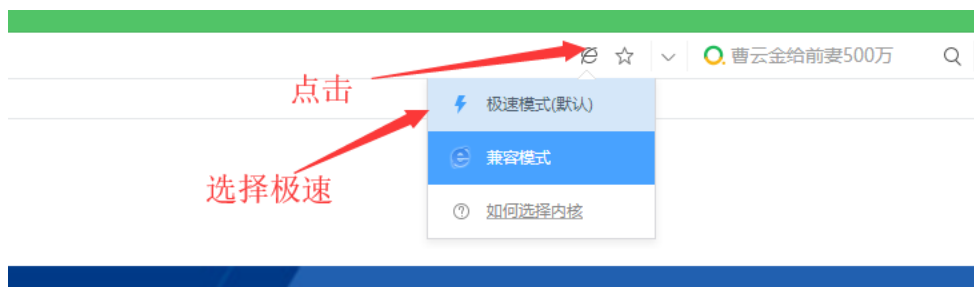 曹云金给前妻500万
点击
极速模式(默认)
兼容模式
选择极速
如何选择内核